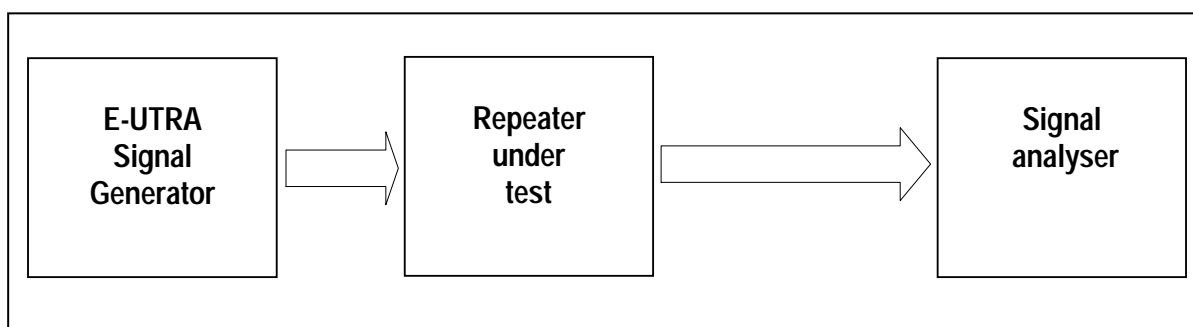 E-UTRA
Signal
Generator
Repeater
under
test
Signal
analyser